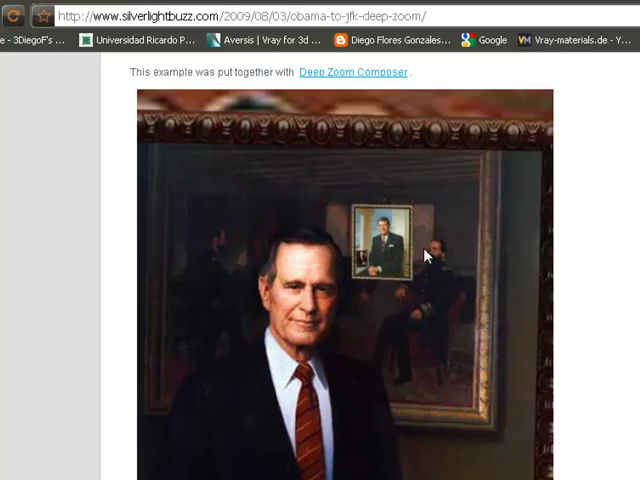 http://www.silverlightbuzz.com/2009/08/03/obama-to-jfk-deep-zoom/
e - 3DiegoF's ... Universidad Ricardo P... Aversis | Vray for 3d ... Diego Flores Gonzales... Google VM Vray-materials.de - Y...
This example was put together with Deep Zoom Composer .